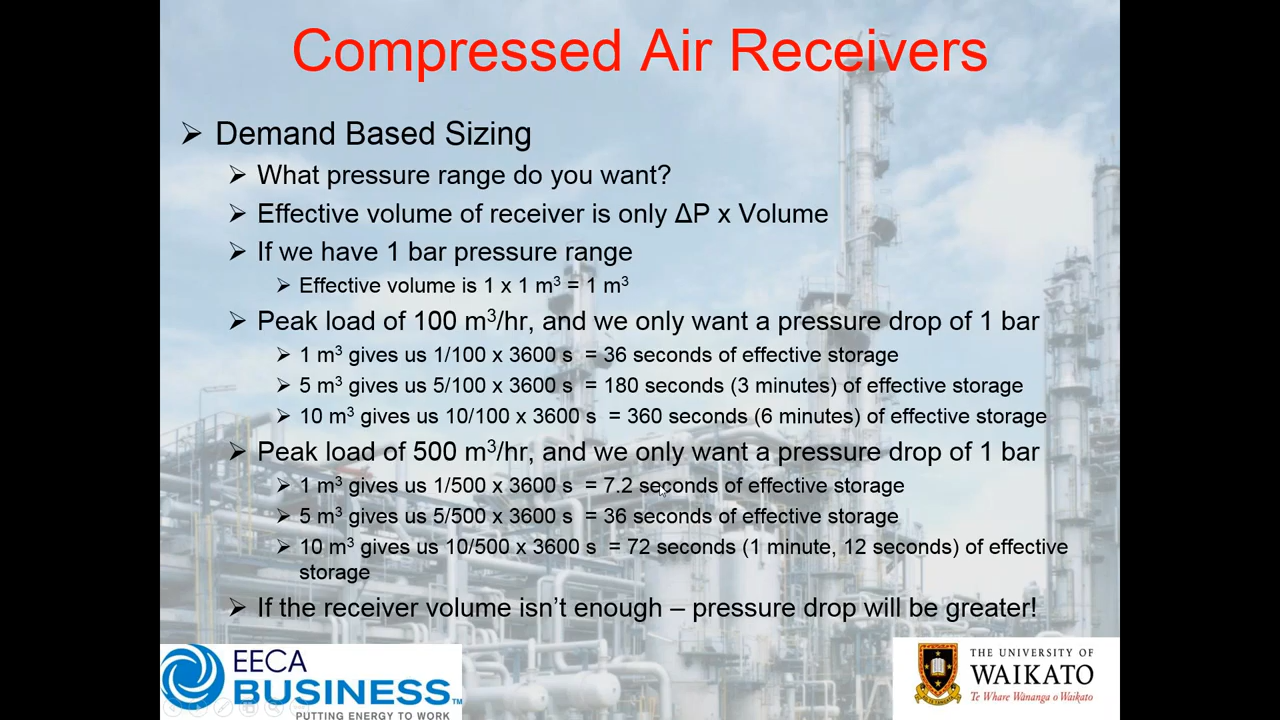 Compressed Air Receivers
➢ Demand Based Sizing
➢ What pressure range do you want?
➢ Effective volume of receiver is only ΔP x Volume
➢ If we have 1 bar pressure range
➢ Effective volume is 1 x 1 m³ = 1 m³
➢ Peak load of 100 m³/hr, and we only want a pressure drop of 1 bar
➢ 1 m³ gives us 1/100 x 3600 s = 36 seconds of effective storage
➢ 5 m³ gives us 5/100 x 3600 s = 180 seconds (3 minutes) of effective storage
➢ 10 m³ gives us 10/100 x 3600 s = 360 seconds (6 minutes) of effective storage
➢ Peak load of 500 m³/hr, and we only want a pressure drop of 1 bar
➢ 1 m³ gives us 1/500 x 3600 s = 7.2 seconds of effective storage
➢ 5 m³ gives us 5/500 x 3600 s = 36 seconds of effective storage
➢ 10 m³ gives us 10/500 x 3600 s = 72 seconds (1 minute, 12 seconds) of effective
storage
➢ If the receiver volume isn't enough – pressure drop will be greater!
EECA
BUSINESS™
PUTTING ENERGY TO WORK
THE UNIVERSITY OF
WAIKATO
Te Whare Wānanga o Waikato